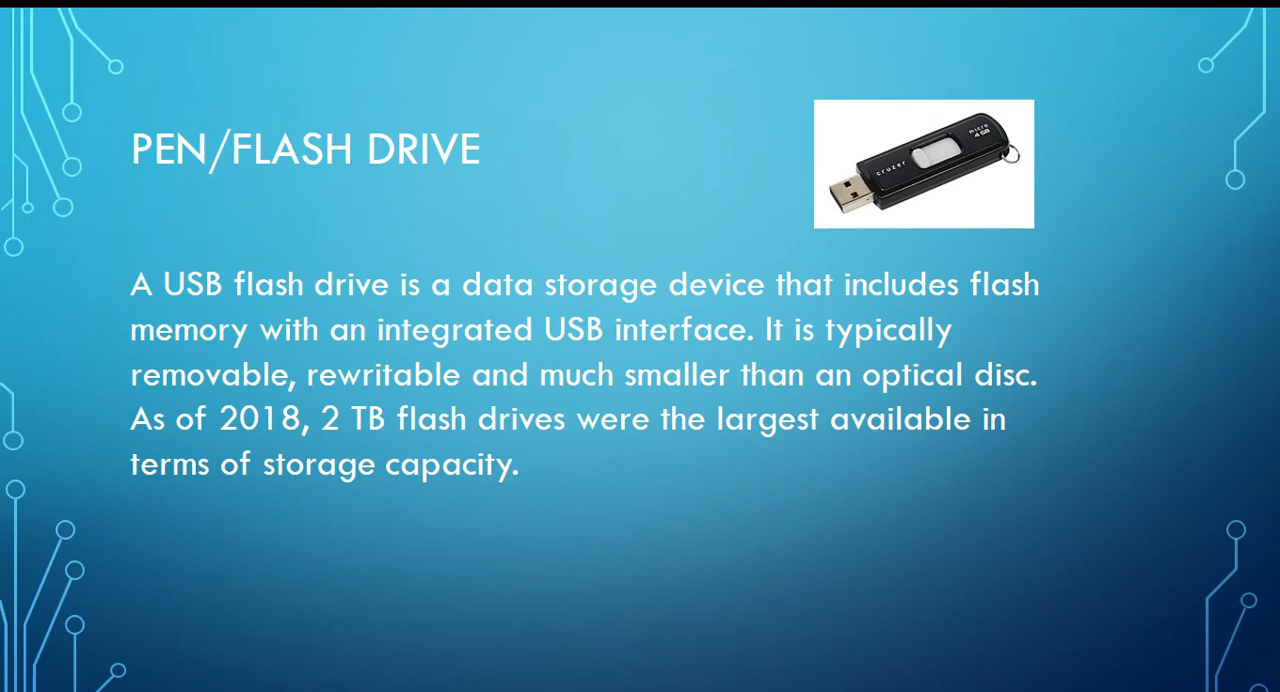 PEN/FLASH DRIVE
cruzer
micro
4 GB
A USB flash drive is a data storage device that includes flash
memory with an integrated USB interface. It is typically
removable, rewritable and much smaller than an optical disc.
As of 2018, 2 TB flash drives were the largest available in
terms of storage capacity.